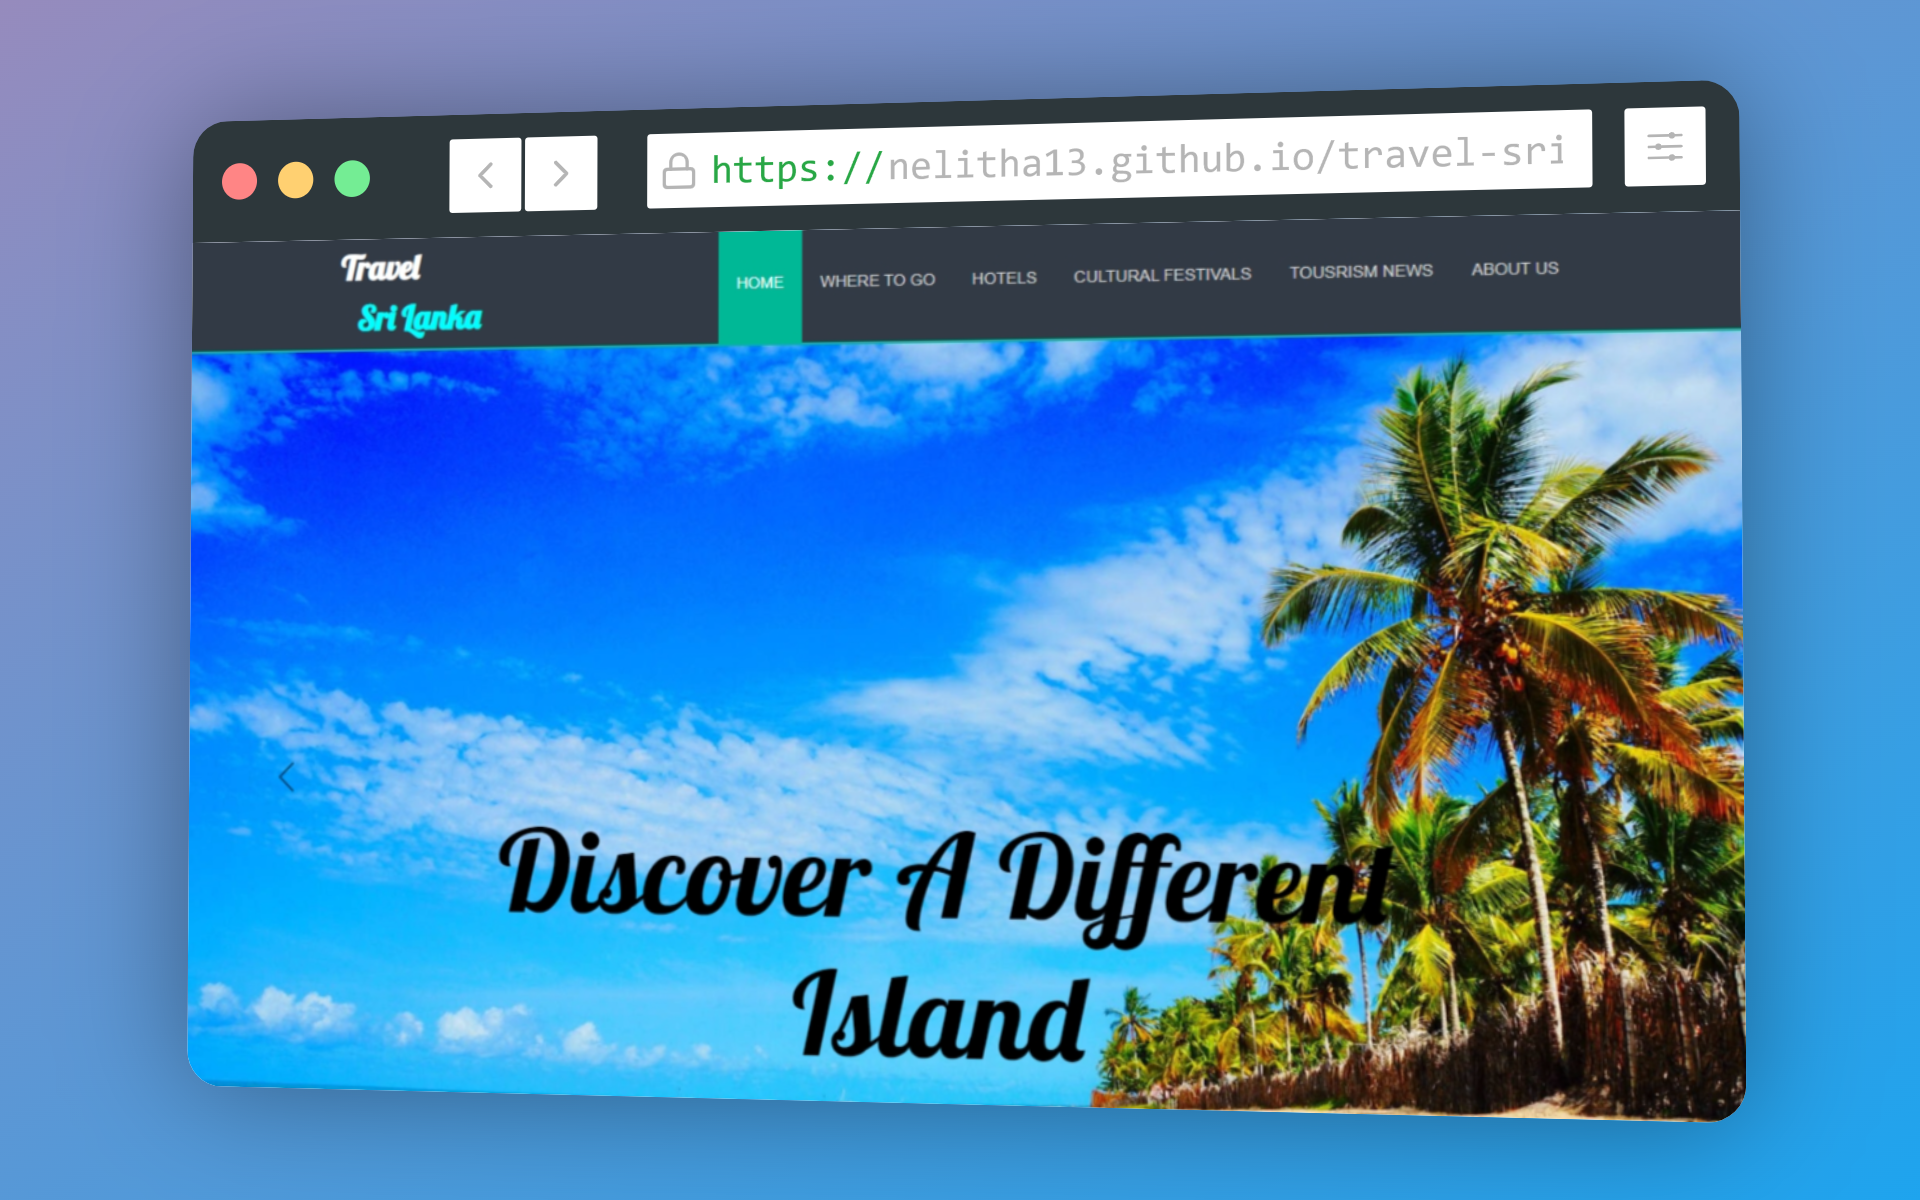 https://nelitha13.github.io/travel-sri
Travel
Sri Lanka
HOME WHERE TO GO HOTELS CULTURAL FESTIVALS TOUSRISM NEWS ABOUT US
Discover A Different
Island